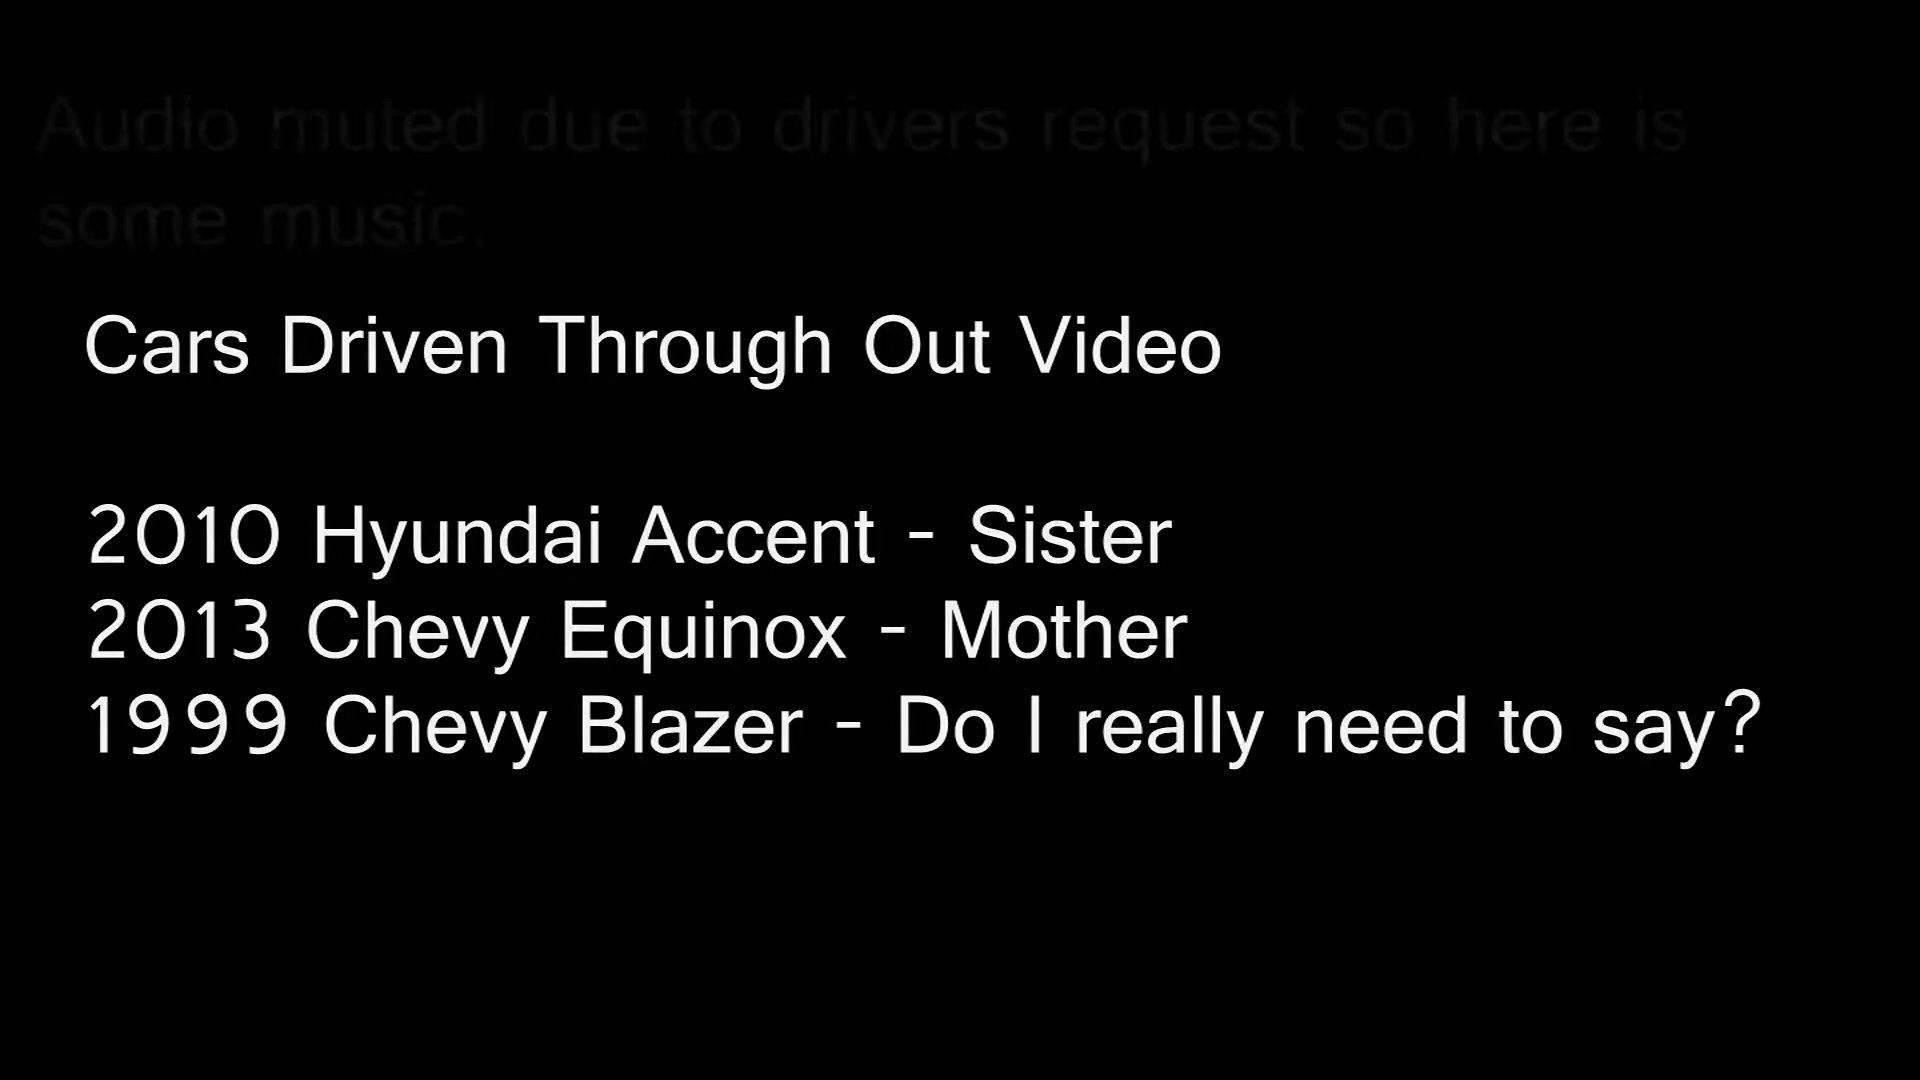 Audio muted due to drivers request so here is
some music.
Cars Driven Through Out Video
2010 Hyundai Accent - Sister
2013 Chevy Equinox - Mother
1999 Chevy Blazer - Do I really need to say?